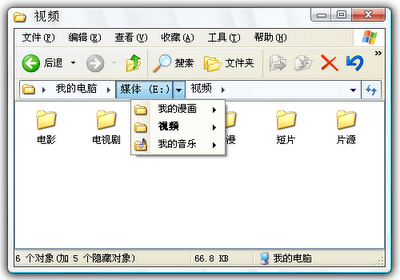 视频
文件(F) 编辑(E) 查看(V) 收藏(A) 工具(T) 帮助(H)
后退 搜索 文件夹
我的电脑 媒体 (E:) 视频
我的漫画
视频
我的音乐
电影 电视剧 漫 短片 片源
6 个对象(加 5 个隐藏对象) 66.8 KB 我的电脑